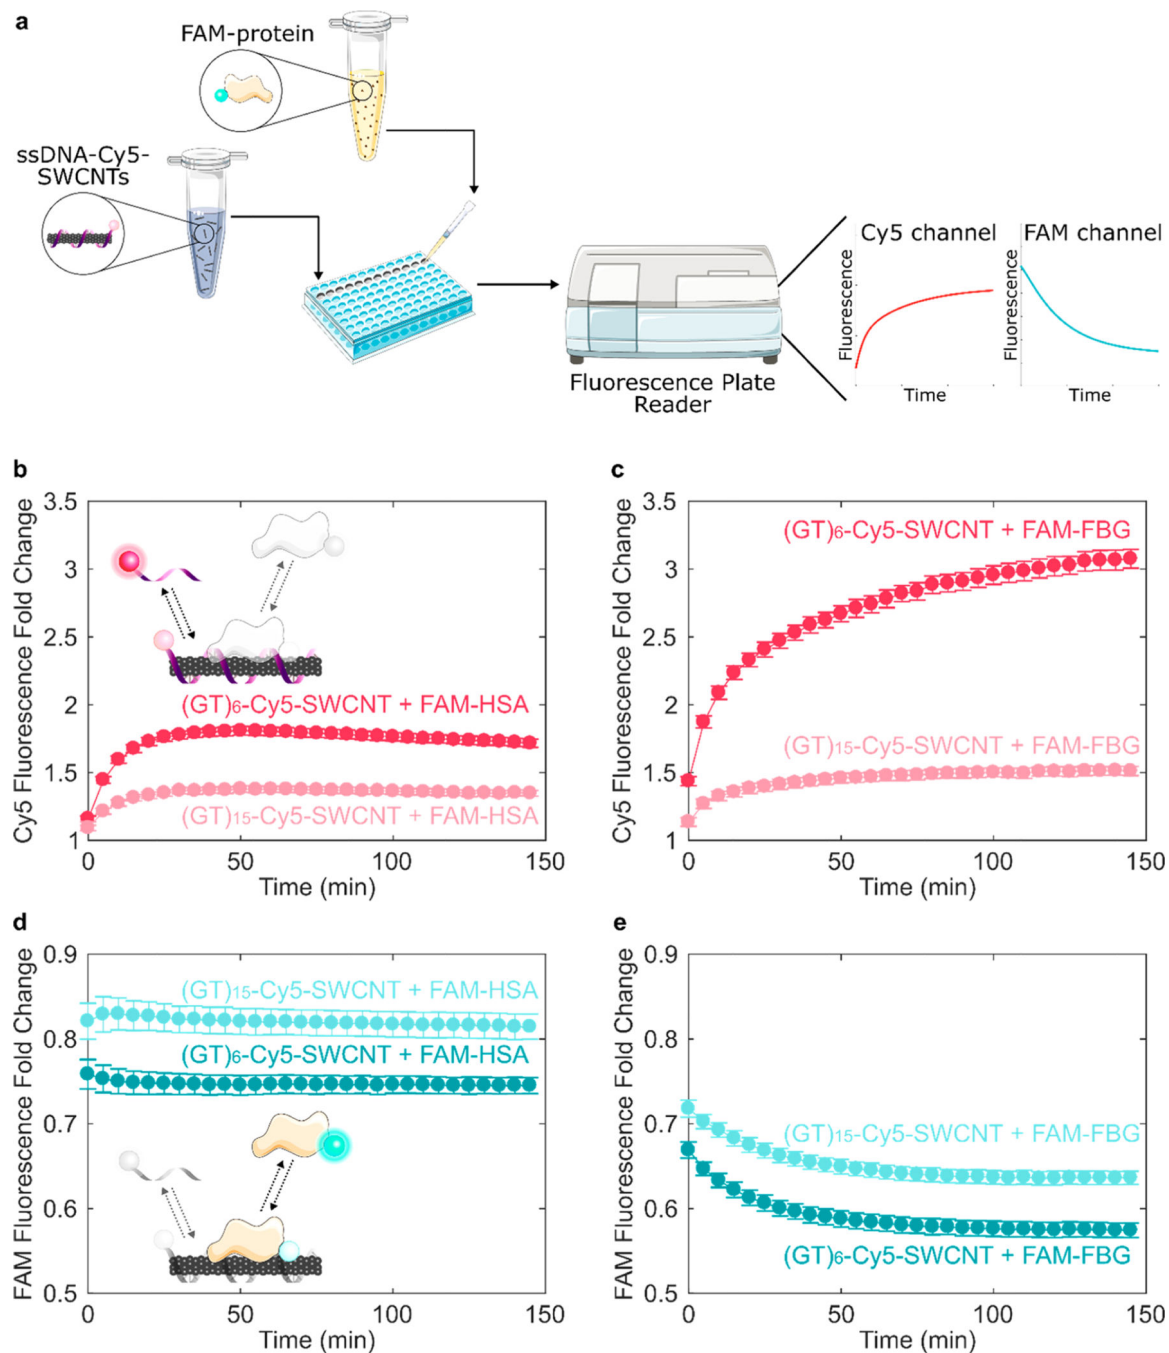 a
FAM-protein
ssDNA-Cy5-
SWCNTs
Fluorescence Plate
Reader
Cy5 channel
Fluorescence
Time
FAM channel
Fluorescence
Time
b
Cy5 Fluorescence Fold Change
3.5
3
2.5
2
1.5
1
(GT)₆-Cy5-SWCNT + FAM-HSA
(GT)₁₅-Cy5-SWCNT + FAM-HSA
0 50 100 150
Time (min)
c
Cy5 Fluorescence Fold Change
3.5
3
2.5
2
1.5
1
(GT)₆-Cy5-SWCNT + FAM-FBG
(GT)₁₅-Cy5-SWCNT + FAM-FBG
0 50 100 150
Time (min)
d
FAM Fluorescence Fold Change
0.9
0.8
0.7
0.6
0.5
(GT)₁₅-Cy5-SWCNT + FAM-HSA
(GT)₆-Cy5-SWCNT + FAM-HSA
0 50 100 150
Time (min)
e
FAM Fluorescence Fold Change
0.9
0.8
0.7
0.6
0.5
(GT)₁₅-Cy5-SWCNT + FAM-FBG
(GT)₆-Cy5-SWCNT + FAM-FBG
0 50 100 150
Time (min)